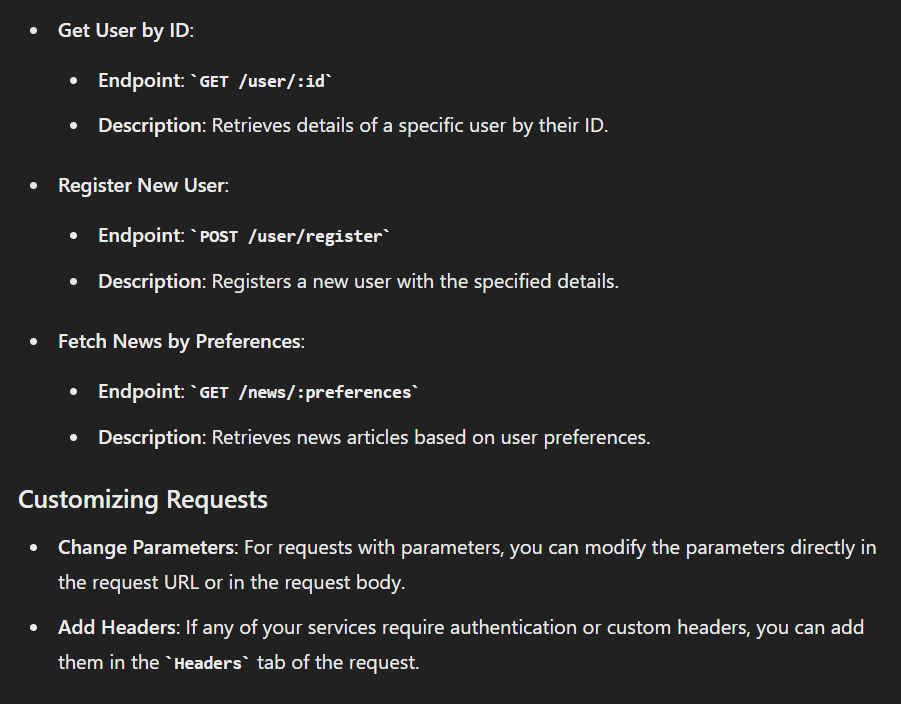 • Get User by ID:
• Endpoint: `GET /user/:id`
• Description: Retrieves details of a specific user by their ID.
• Register New User:
• Endpoint: `POST /user/register`
• Description: Registers a new user with the specified details.
• Fetch News by Preferences:
• Endpoint: `GET /news/:preferences`
• Description: Retrieves news articles based on user preferences.
Customizing Requests
• Change Parameters: For requests with parameters, you can modify the parameters directly in
the request URL or in the request body.
• Add Headers: If any of your services require authentication or custom headers, you can add
them in the `Headers` tab of the request.